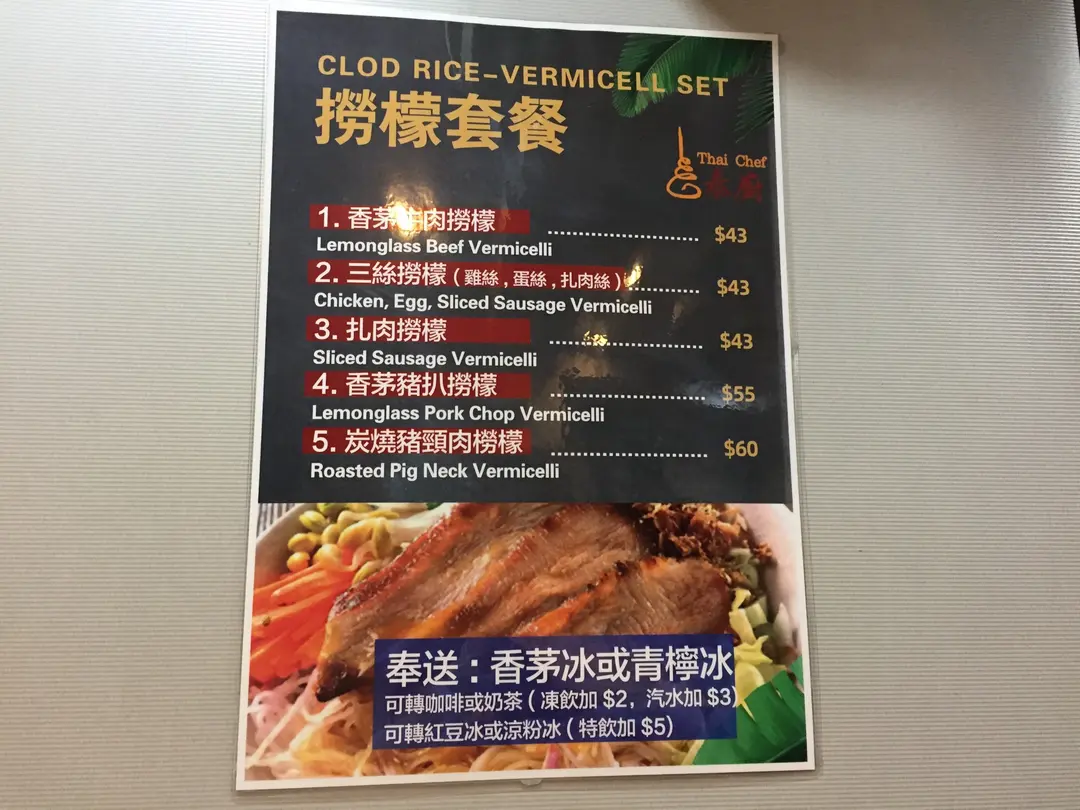 CLOD RICE-VERMICELL SET
撈檬套餐
Thai Chef
泰廚
1. 香茅牛肉撈檬 $43
Lemonglass Beef Vermicelli
2. 三絲撈檬 ( 雞絲 , 蛋絲 , 扎肉絲 ) $43
Chicken, Egg, Sliced Sausage Vermicelli
3. 扎肉撈檬 $43
Sliced Sausage Vermicelli
4. 香茅豬扒撈檬 $55
Lemonglass Pork Chop Vermicelli
5. 炭燒豬頸肉橯檬 $60
Roasted Pig Neck Vermicelli
奉送 : 香茅冰或青檸冰
可轉咖啡或奶茶 ( 凍飲加 $2, 汽水加 $3)
可轉紅豆冰或涼粉冰 ( 特飲加 $5)